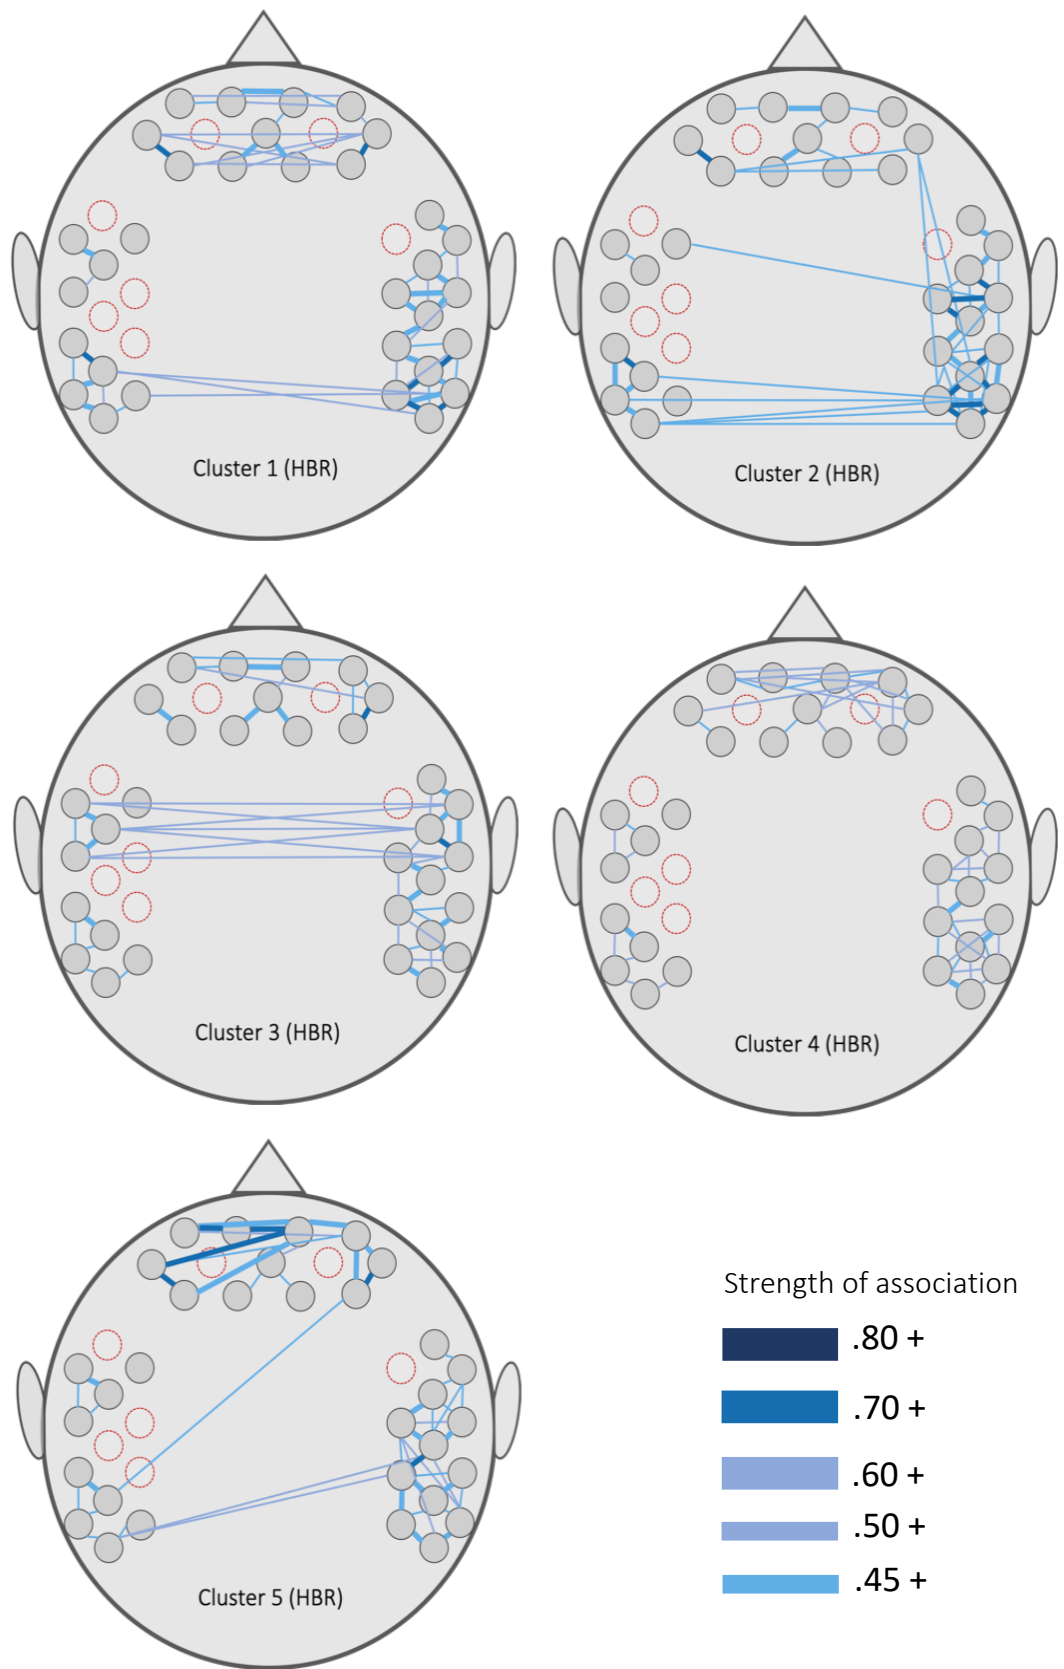 Cluster 1 (HBR)
Cluster 2 (HBR)
Cluster 3 (HBR)
Cluster 4 (HBR)
Cluster 5 (HBR)
Strength of association
.80 +
.70 +
.60 +
.50 +
.45 +